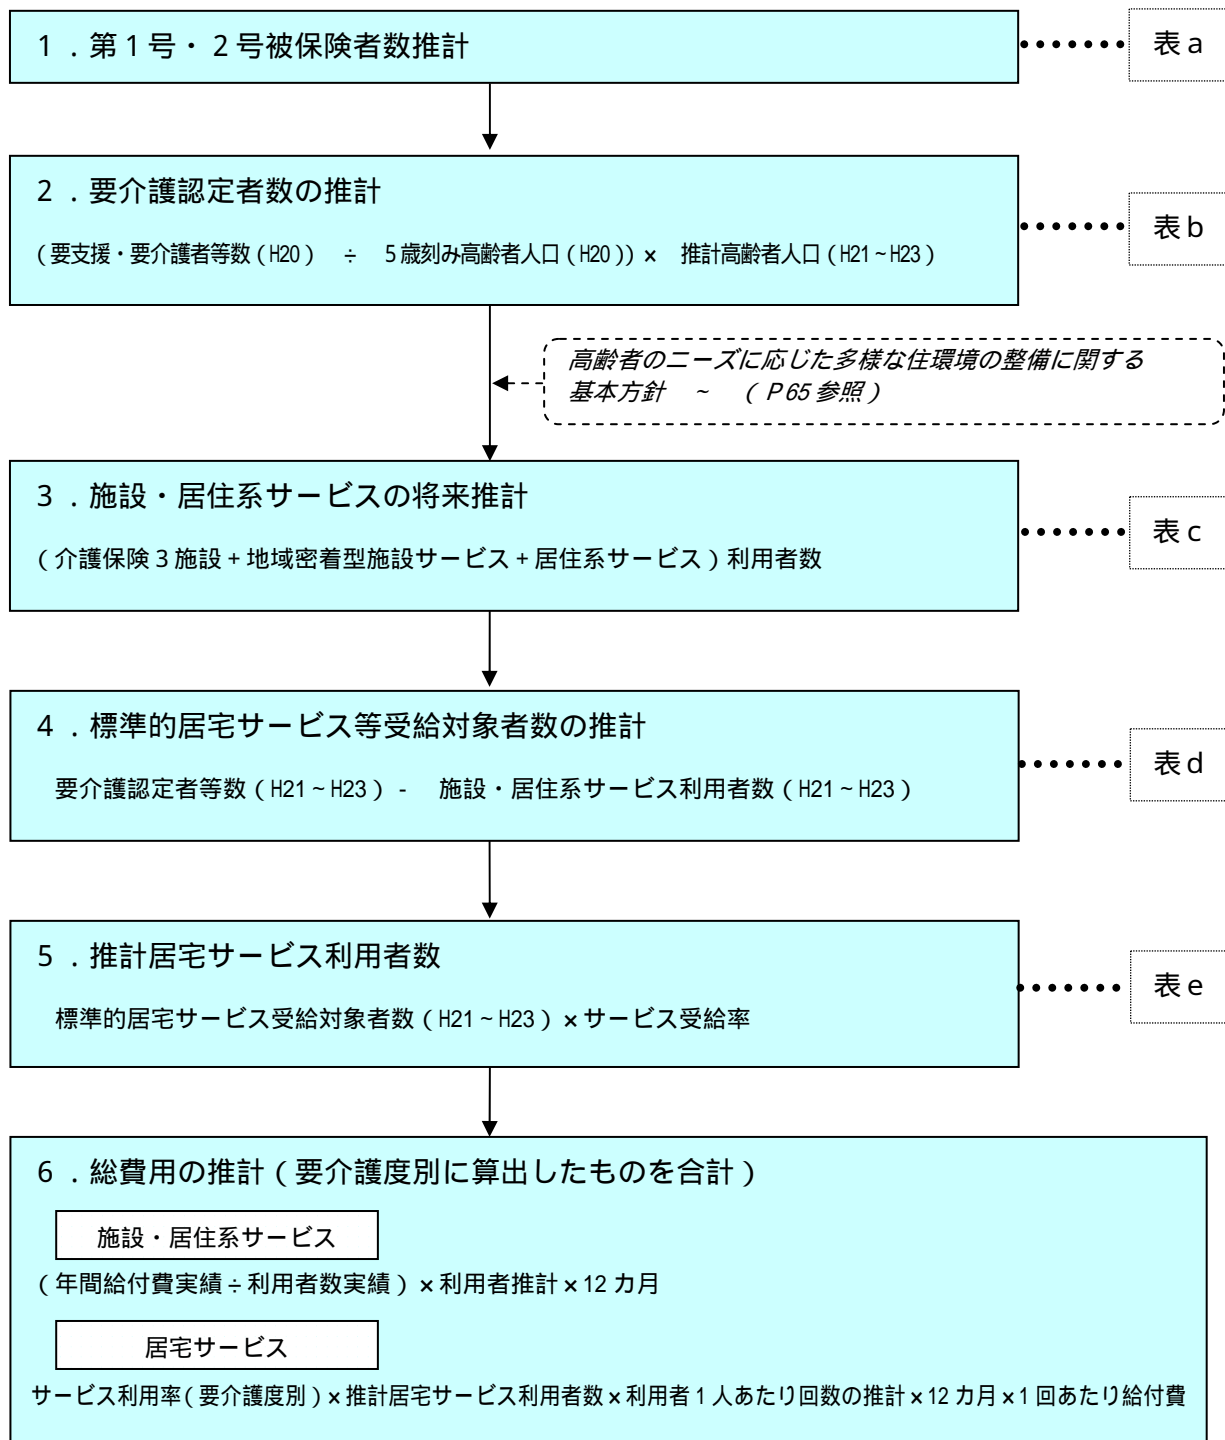 １．第１号・２号被保険者数推計
表a
２．要介護認定者数の推計
（要支援・要介護者等数（H20） ÷ ５歳刻み高齢者人口（H20））× 推計高齢者人口（H21～H23）
表b
高齢者のニーズに応じた多様な住環境の整備に関する
基本方針 ～ （P65参照）
３．施設・居住系サービスの将来推計
（介護保険３施設+地域密着型施設サービス+居住系サービス）利用者数
表c
４．標準的居宅サービス等受給対象者数の推計
要介護認定者等数（H21～H23）- 施設・居住系サービス利用者数（H21～H23）
表d
５．推計居宅サービス利用者数
標準的居宅サービス受給対象者数（H21～H23）×サービス受給率
表e
６．総費用の推計（要介護度別に算出したものを合計）
施設・居住系サービス
（年間給付費実績÷利用者数実績）×利用者推計×12カ月
居宅サービス
サービス利用率（要介護度別）×推計居宅サービス利用者数×利用者１人あたり回数の推計×12カ月×1回あたり給付費